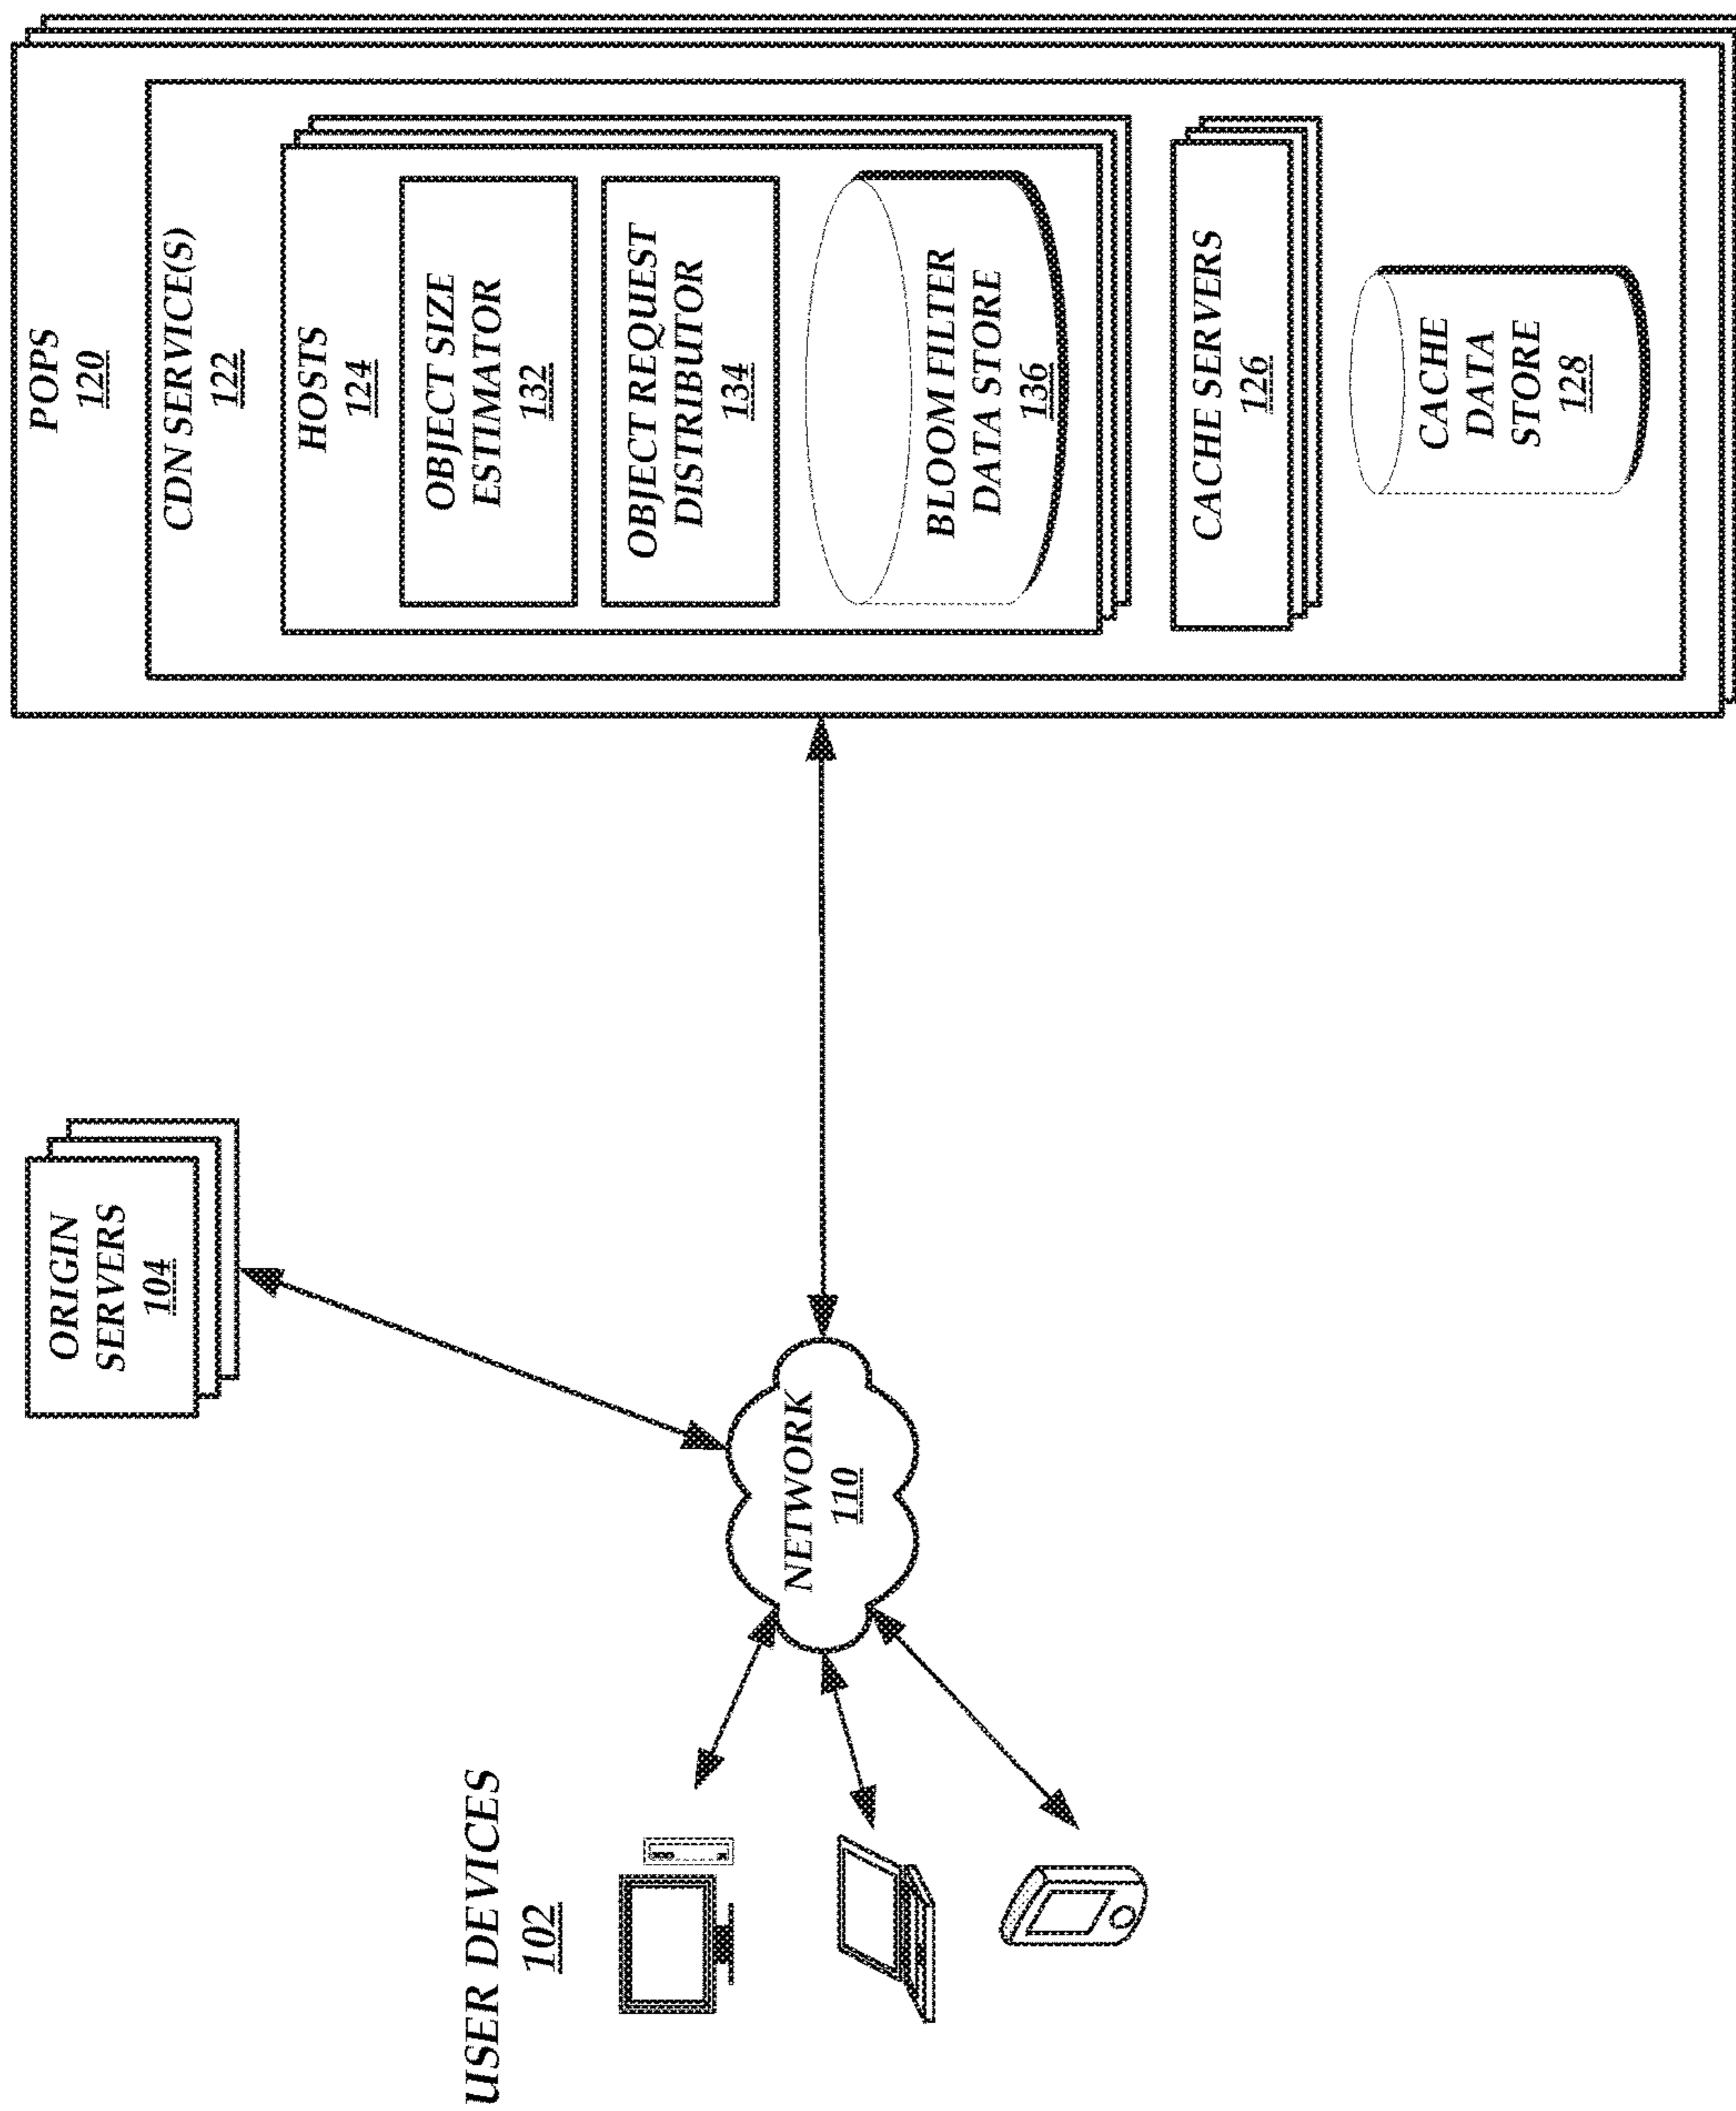 USER DEVICES
102
ORIGIN
SERVERS
104
NETWORK
110
POPS
120
CDN SERVICE(S)
122
HOSTS
124
OBJECT SIZE
ESTIMATOR
132
OBJECT REQUEST
DISTRIBUTOR
134
BLOOM FILTER
DATA STORE
136
CACHE SERVERS
126
CACHE
DATA
STORE
128